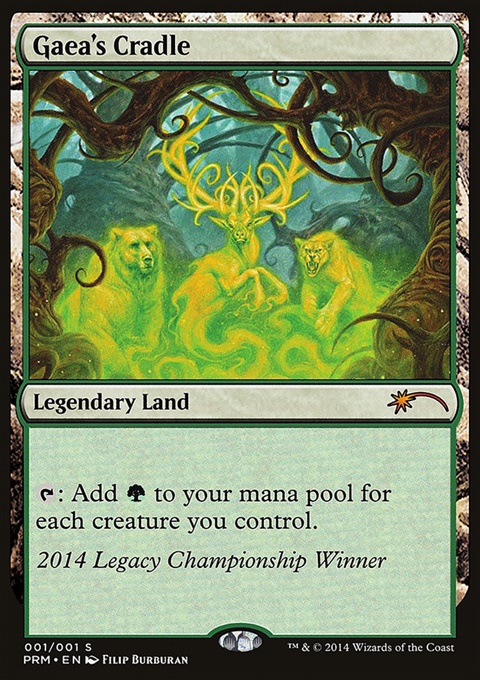 Gaea's Cradle
Legendary Land
: Add to your mana pool for
each creature you control.
2014 Legacy Championship Winner
001/001 S
PRM • EN Filip Burburan
™ & © 2014 Wizards of the Coast